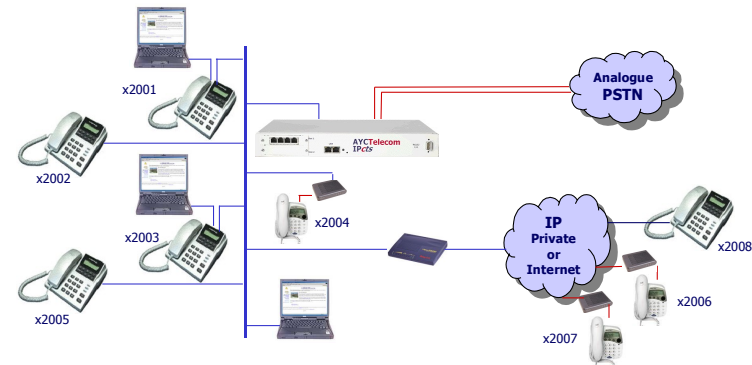 x2001
Analogue
PSTN
AYCTelecom
IPcts
x2002
x2004
x2003
IP
Private
or
Internet
x2008
x2005
x2006
x2007